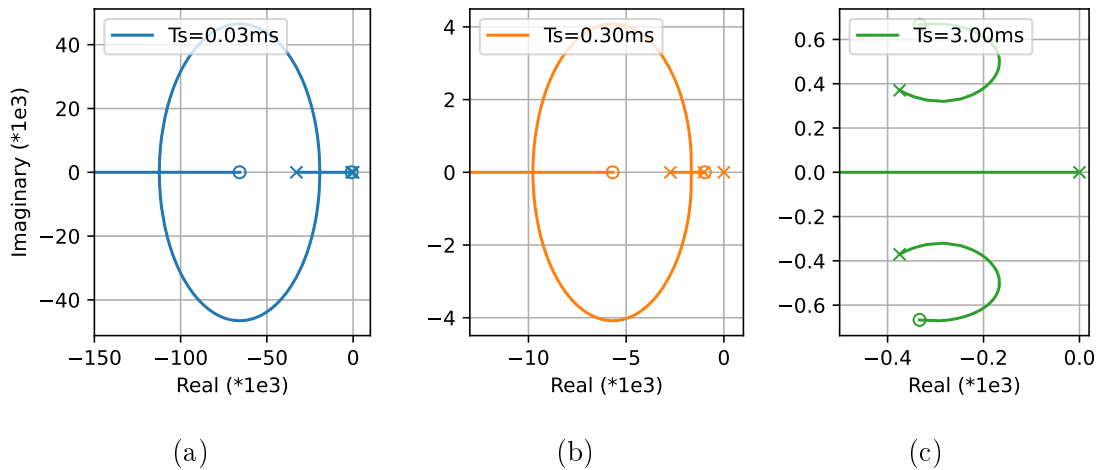 Ts=0.03ms
40
20
0
−20
−40
Imaginary (*1e3)
−150
−100
−50
0
Real (*1e3)
(a)
Ts=0.30ms
4
2
0
−2
−4
−10
−5
0
Real (*1e3)
(b)
Ts=3.00ms
0.6
0.4
0.2
0.0
−0.2
−0.4
−0.6
−0.4
−0.2
0.0
Real (*1e3)
(c)